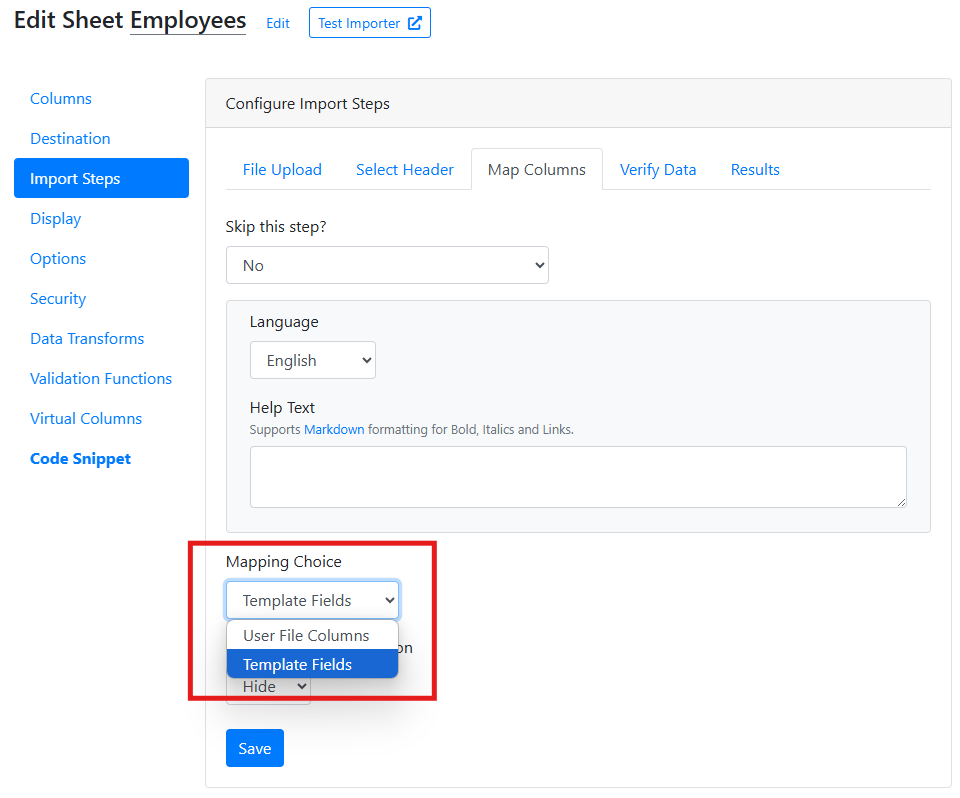 Edit Sheet Employees Edit Test Importer
Columns
Destination
Import Steps
Display
Options
Security
Data Transforms
Validation Functions
Virtual Columns
Code Snippet
Configure Import Steps
File Upload Select Header Map Columns Verify Data Results
Skip this step?
No
Language
English
Help Text
Supports Markdown formatting for Bold, Italics and Links.
Mapping Choice
Template Fields
User File Columns
Template Fields
Hide
Save